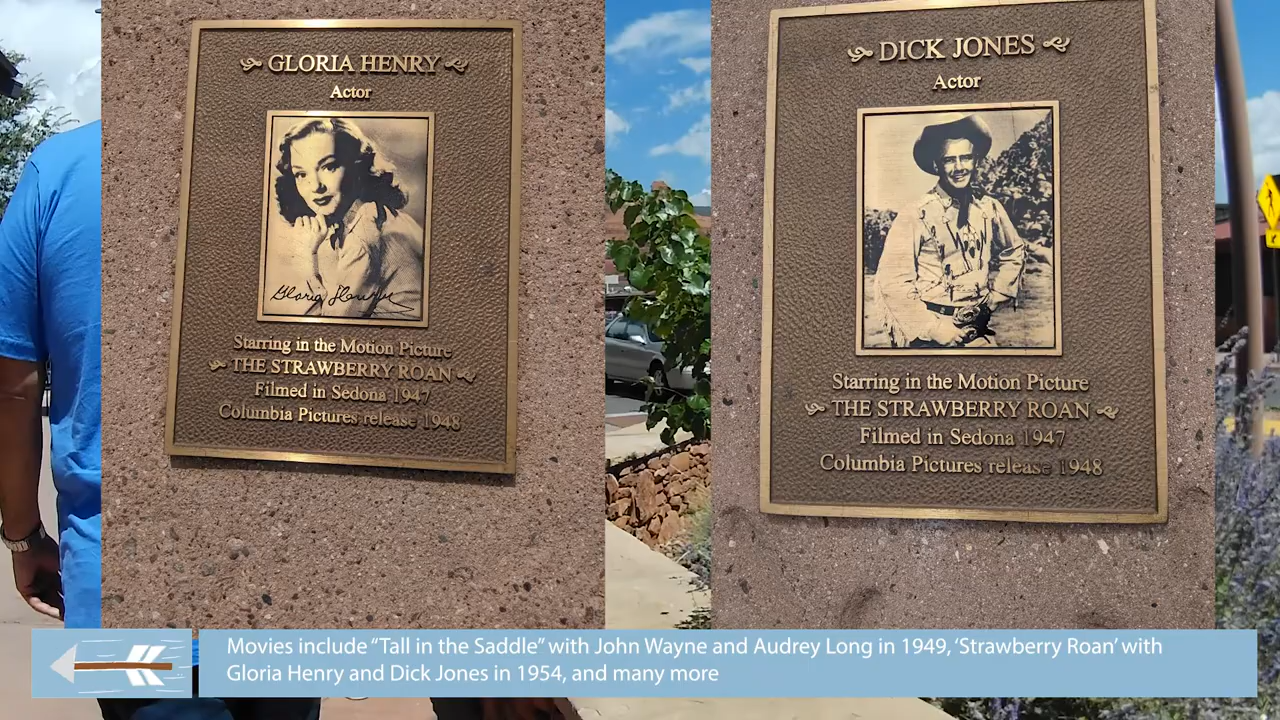 GLORIA HENRY
Actor
Gloria Henry
Starring in the Motion Picture
THE STRAWBERRY ROAN
Filmed in Sedona 1947
Columbia Pictures release 1948
DICK JONES
Actor
Starring in the Motion Picture
THE STRAWBERRY ROAN
Filmed in Sedona 1947
Columbia Pictures release 1948
Movies include “Tall in the Saddle” with John Wayne and Audrey Long in 1949, ‘Strawberry Roan’ with
Gloria Henry and Dick Jones in 1954, and many more